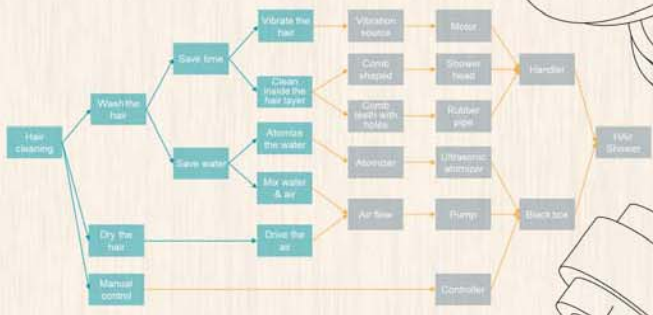 Vibrate the
hair
Vibration
source
Motor
Save time
Clean
inside the
hair layer
Comb
shaped
Shower
head
Handler
Wash the
hair
Comb
teeth with
holes
Rubber
pipe
Hair
cleaning
Atomize
the water
HAir
Shower
Save water
Atomizer
Ultrasonic
atomizer
Mix water
& air
Air flow
Pump
Black box
Dry the
hair
Drive the
air
Manual
control
Controller